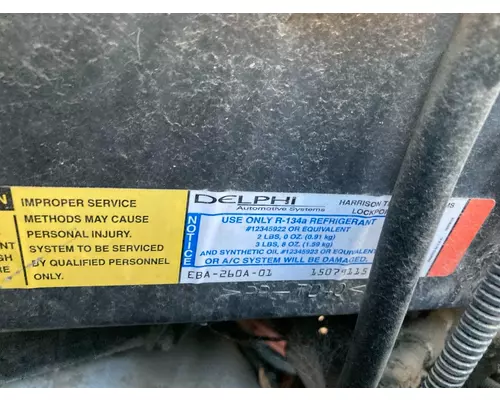 IMPROPER SERVICE
METHODS MAY CAUSE
PERSONAL INJURY.
SYSTEM TO BE SERVICED
BY QUALIFIED PERSONNEL
ONLY.
DELPHI
Automotive Systems
HARRISON
LOCKPOR
NOTICE
USE ONLY R-134a REFRIGERANT
#12345922 OR EQUIVALENT
2 LBS, 0 OZ. (0.91 kg)
3 LBS, 8 OZ. (1.59 kg)
AND SYNTHETIC OIL #12345923 OR EQUIVALENT
OR A/C SYSTEM WILL BE DAMAGED.
EBA-260A-01 15074115